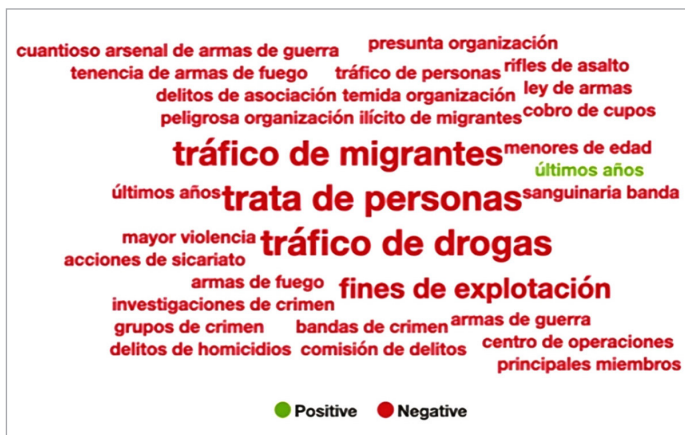 cuantioso arsenal de armas de guerra presunta organización
tenencia de armas de fuego tráfico de personas rifles de asalto
delitos de asociación temida organización ley de armas
peligrosa organización ilícito de migrantes cobro de cupos
tráfico de migrantes menores de edad
últimos años
últimos años trata de personas sanguinaria banda
mayor violencia tráfico de drogas
acciones de sicariato
armas de fuego fines de explotación
investigaciones de crimen
grupos de crimen bandas de crimen armas de guerra
delitos de homicidios comisión de delitos centro de operaciones
principales miembros
Positive Negative